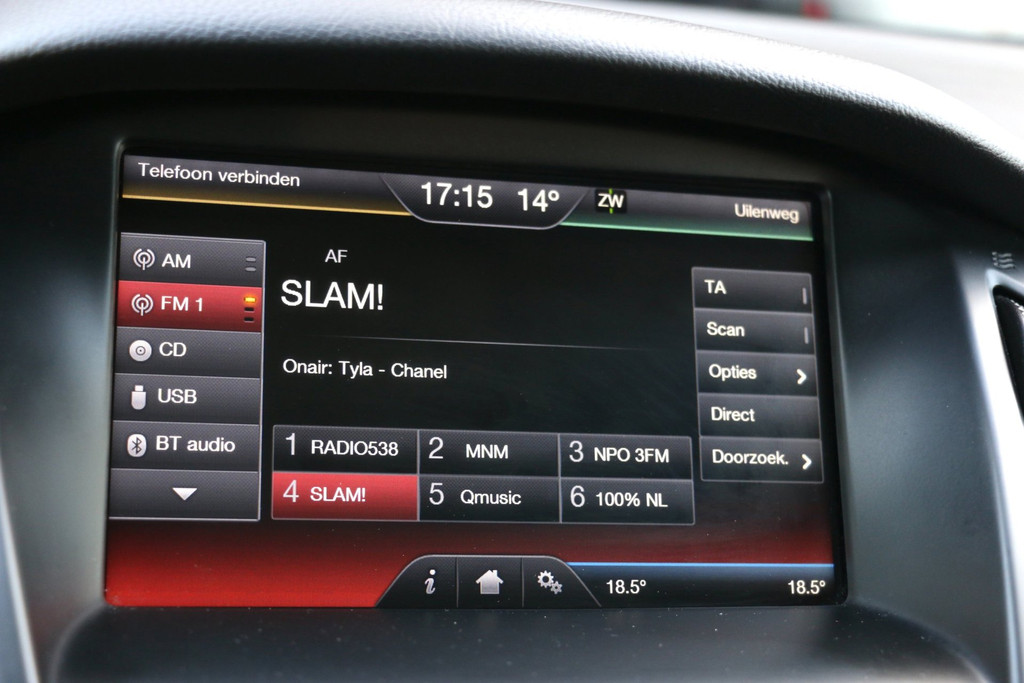 Telefoon verbinden
17:15 14°
ZW
Uilenweg
AM
FM 1
CD
USB
BT audio
AF
SLAM!
Onair: Tyla - Chanel
1 RADIO538
2 MNM
3 NPO 3FM
4 SLAM!
5 Qmusic
6 100% NL
TA
Scan
Opties
Direct
Doorzoek.
i
18.5°
18.5°